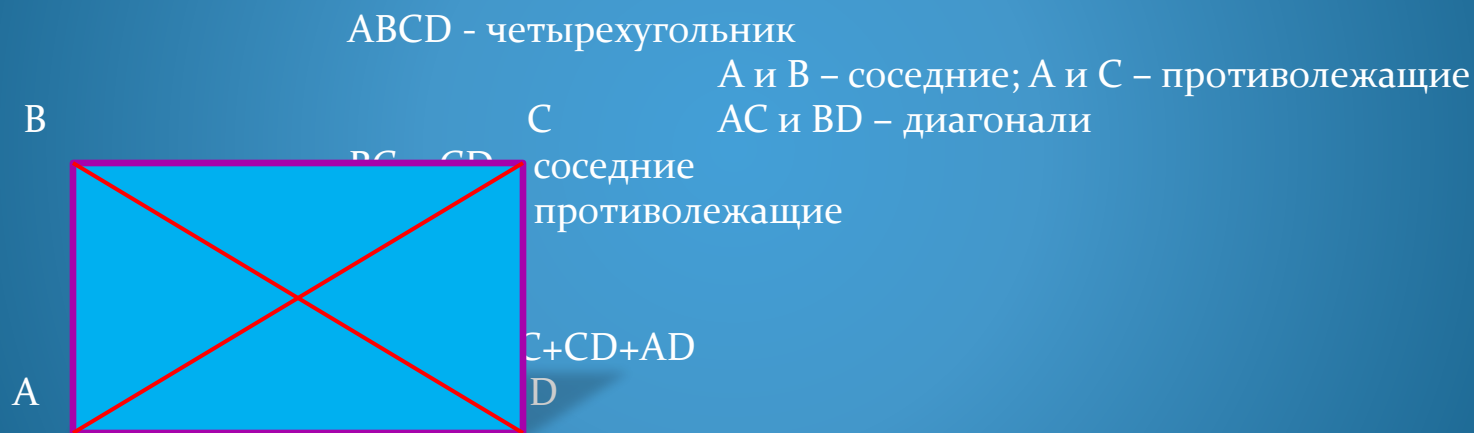 ABCD - четырехугольник
A и B – соседние; A и C – противолежащие
B C AC и BD – диагонали
соседние
противолежащие
C+CD+AD
A D